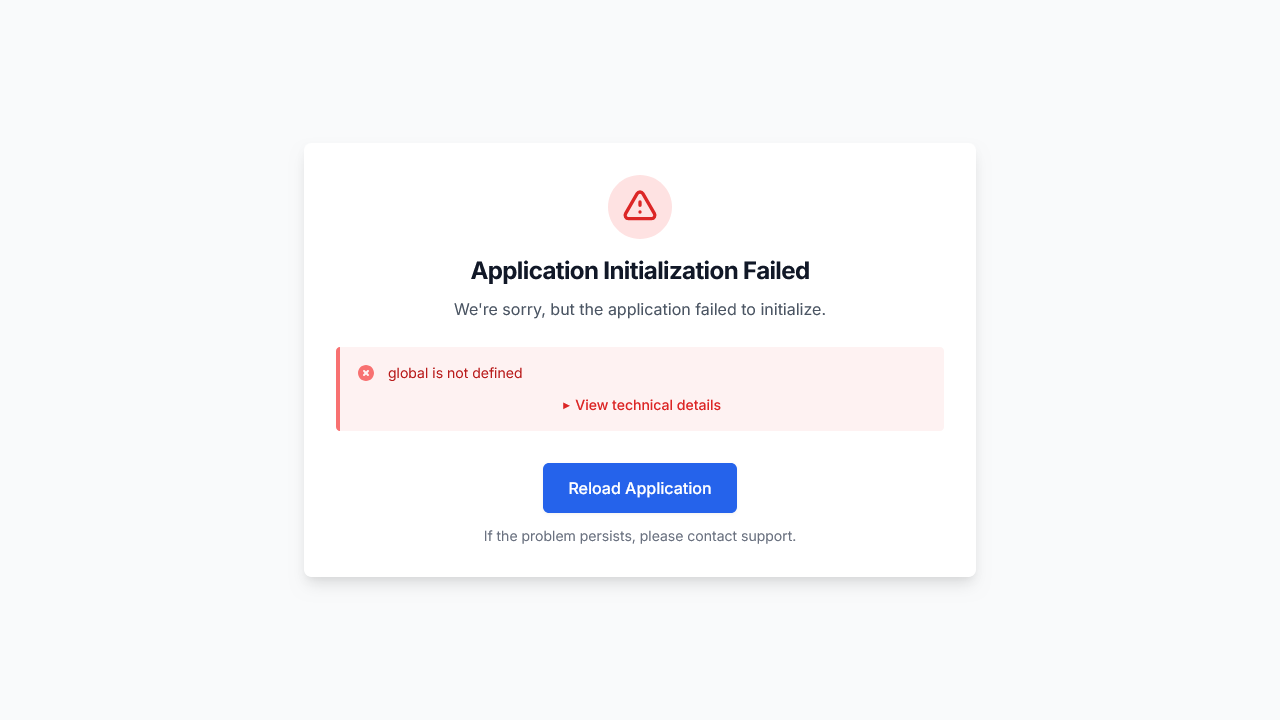 Application Initialization Failed
We're sorry, but the application failed to initialize.
global is not defined
▸ View technical details
Reload Application
If the problem persists, please contact support.